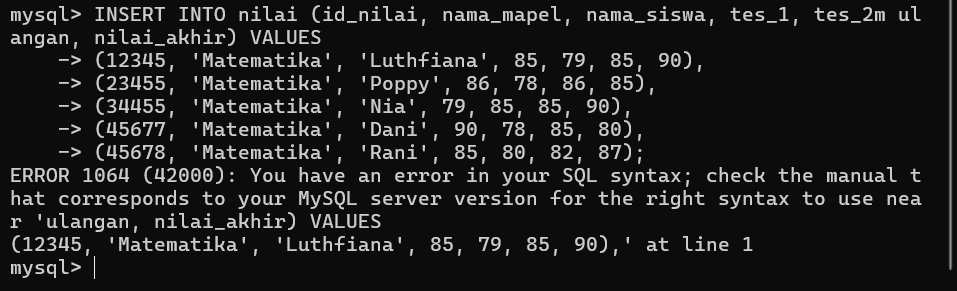 mysql> INSERT INTO nilai (id_nilai, nama_mapel, nama_siswa, tes_1, tes_2m ul
angan, nilai_akhir) VALUES
    -> (12345, 'Matematika', 'Luthfiana', 85, 79, 85, 90),
    -> (23455, 'Matematika', 'Poppy', 86, 78, 86, 85),
    -> (34455, 'Matematika', 'Nia', 79, 85, 85, 90),
    -> (45677, 'Matematika', 'Dani', 90, 78, 85, 80),
    -> (45678, 'Matematika', 'Rani', 85, 80, 82, 87);
ERROR 1064 (42000): You have an error in your SQL syntax; check the manual t
hat corresponds to your MySQL server version for the right syntax to use nea
r 'ulangan, nilai_akhir) VALUES
(12345, 'Matematika', 'Luthfiana', 85, 79, 85, 90),' at line 1
mysql>